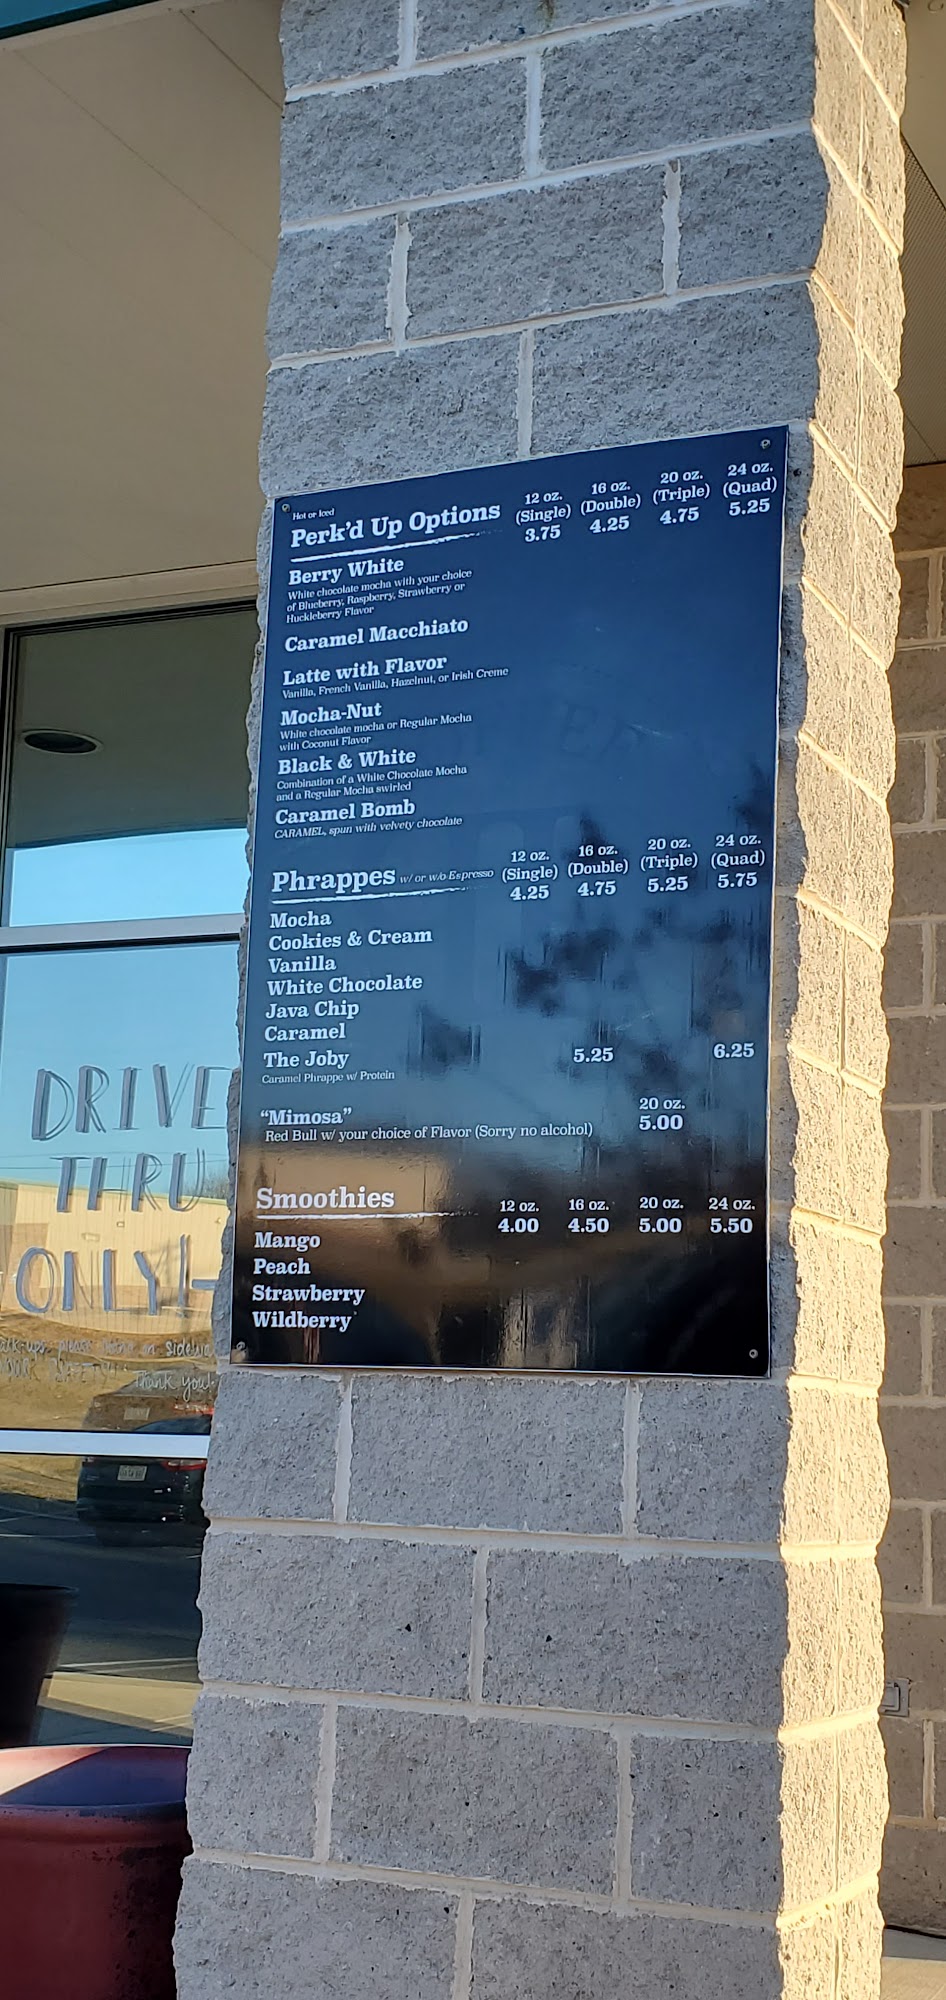 Hot or Iced
Perk'd Up Options
12 oz. 16 oz. 20 oz. 24 oz.
(Single) (Double) (Triple) (Quad)
3.75 4.25 4.75 5.25
Berry White
White chocolate mocha with your choice
of Blueberry, Raspberry, Strawberry or
Huckleberry Flavor
Caramel Macchiato
Latte with Flavor
Vanilla, French Vanilla, Hazelnut, or Irish Creme
Mocha-Nut
White chocolate mocha or Regular Mocha
with Coconut Flavor
Black & White
Combination of a White Chocolate Mocha
and a Regular Mocha swirled
Caramel Bomb
CARAMEL, spun with velvety chocolate
12 oz. 16 oz. 20 oz. 24 oz.
Phrappes w/ or w/o Espresso (Single) (Double) (Triple) (Quad)
4.25 4.75 5.25 5.75
Mocha
Cookies & Cream
Vanilla
White Chocolate
Java Chip
Caramel
The Joby 5.25 6.25
Caramel Phrappe w/ Protein
20 oz.
"Mimosa" 5.00
Red Bull w/ your choice of Flavor (Sorry no alcohol)
Smoothies 12 oz. 16 oz. 20 oz. 24 oz.
4.00 4.50 5.00 5.50
Mango
Peach
Strawberry
Wildberry
DRIVE
THRU
ONLY!
please on sidewa
Thank you!